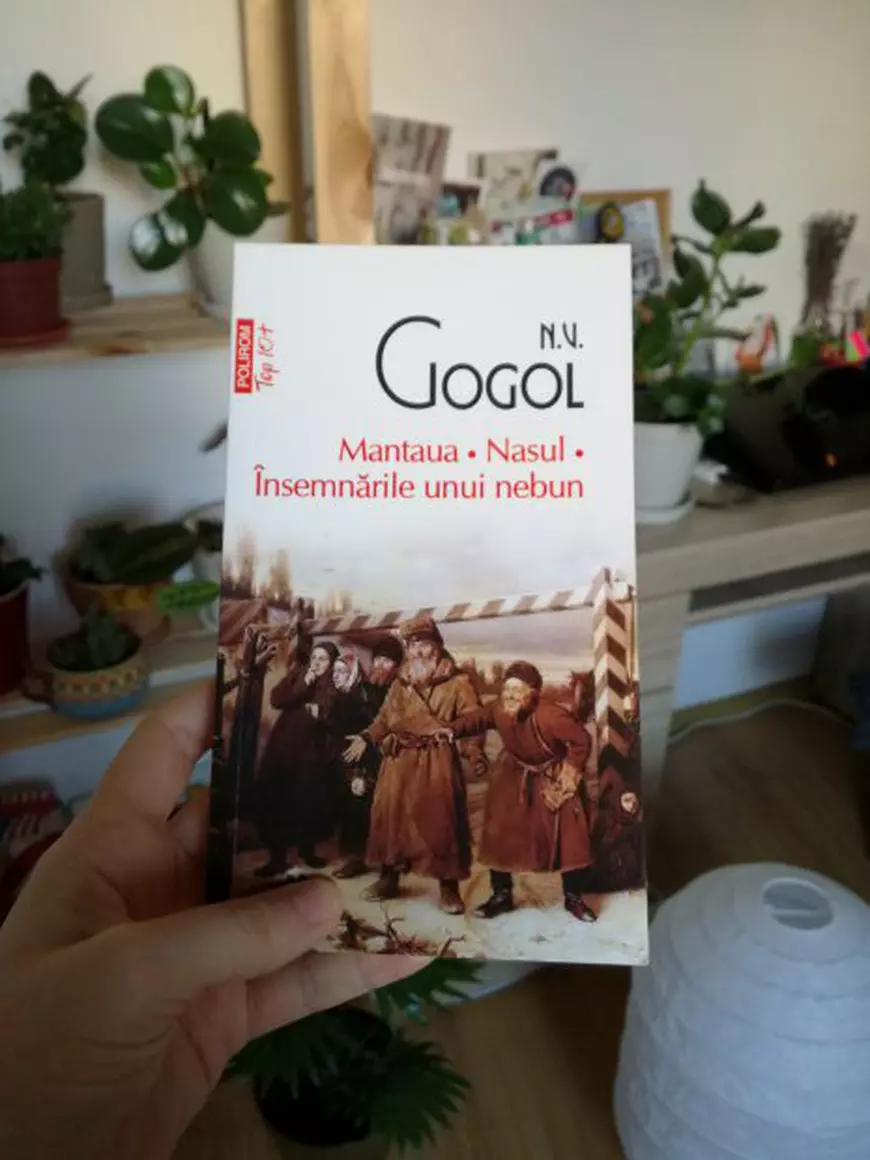 POLIROM
Top 10+
N.V.
GOGOL
Mantaua • Nasul •
Însemnările unui nebun